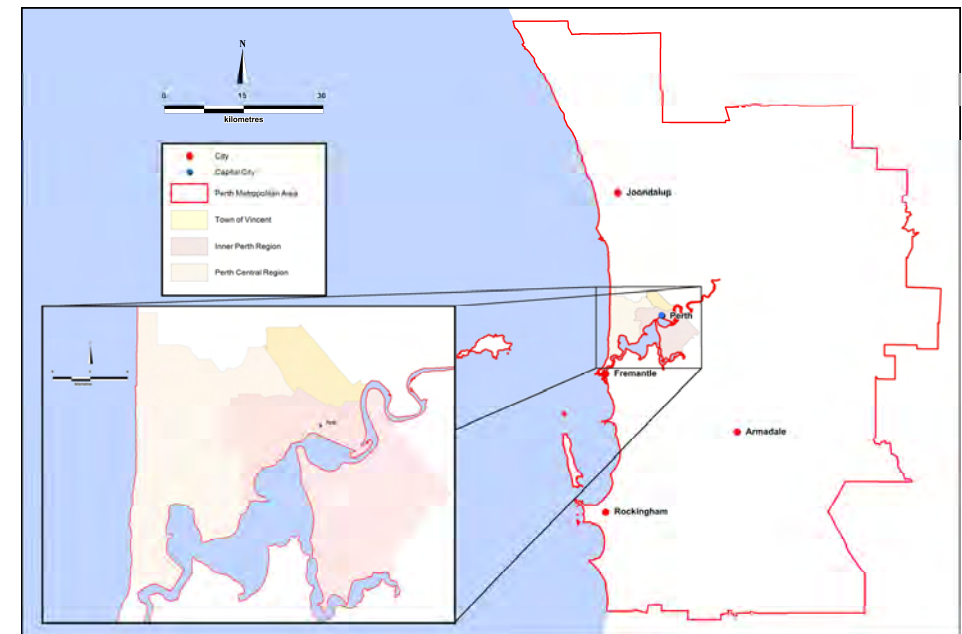 N
0 15 30
kilometres
City
Capital City
Perth Metropolitan Area
Town of Vincent
Inner Perth Region
Perth Central Region
Joondalup
Perth
Fremantle
Armadale
Rockingham
Perth